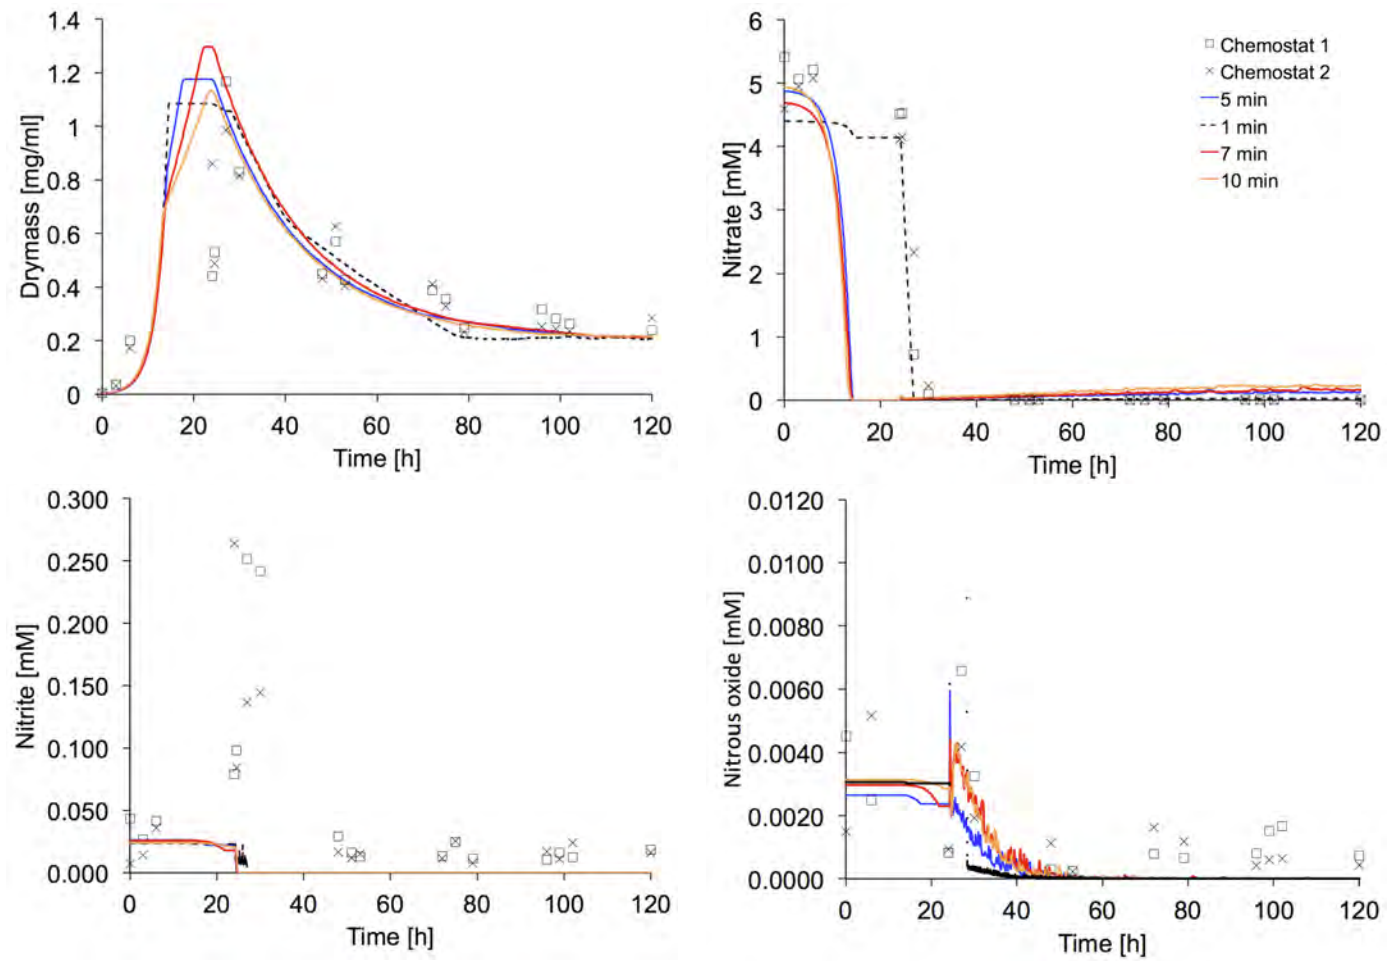 1.4
1.2
1
0.8
0.6
0.4
0.2
0
0 20 40 60 80 100 120
Drymass [mg/ml]
Time [h]
6
5
4
3
2
1
0
0 20 40 60 80 100 120
Nitrate [mM]
Time [h]
Chemostat 1
Chemostat 2
5 min
1 min
7 min
10 min
0.300
0.250
0.200
0.150
0.100
0.050
0.000
0 20 40 60 80 100 120
Nitrite [mM]
Time [h]
0.0120
0.0100
0.0080
0.0060
0.0040
0.0020
0.0000
0 20 40 60 80 100 120
Nitrous oxide [mM]
Time [h]